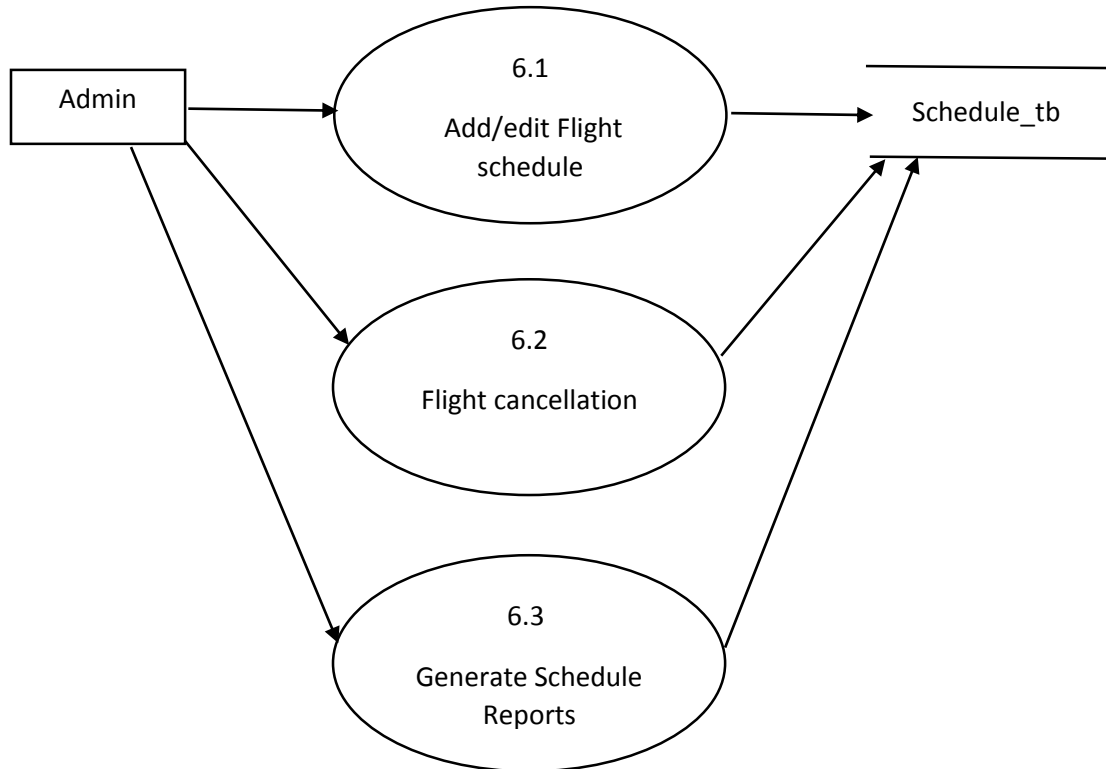 Admin
6.1
Add/edit Flight
schedule
Schedule_tb
6.2
Flight cancellation
6.3
Generate Schedule
Reports